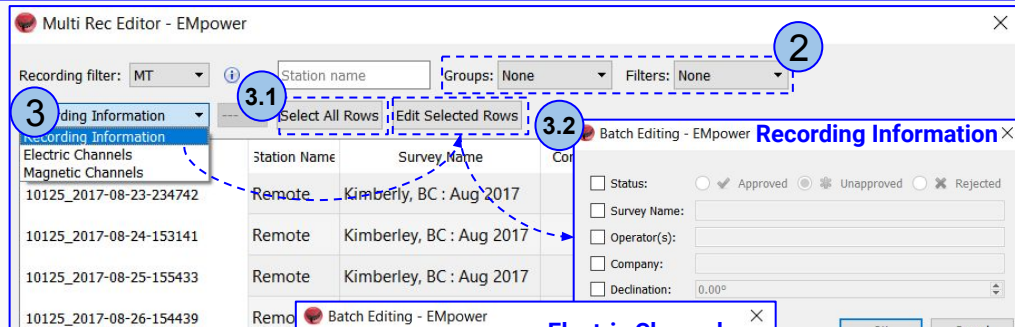 Multi Rec Editor - EMpower
2
Recording filter: MT Station name Groups: None Filters: None
3 ding Information 3.1 Select All Rows Edit Selected Rows 3.2
Recording Information
Electric Channels
Magnetic Channels
Station Name Survey Name
10125_2017-08-23-234742 Remote Kimberly, BC : Aug 2017
10125_2017-08-24-153141 Remote Kimberley, BC : Aug 2017
10125_2017-08-25-155433 Remote Kimberley, BC : Aug 2017
10125_2017-08-26-154439 Remo
Batch Editing - EMpower Recording Information
Status: Approved Unapproved Rejected
Survey Name:
Operator(s):
Company:
Declination: 0.00°
Batch Editing - EMpower